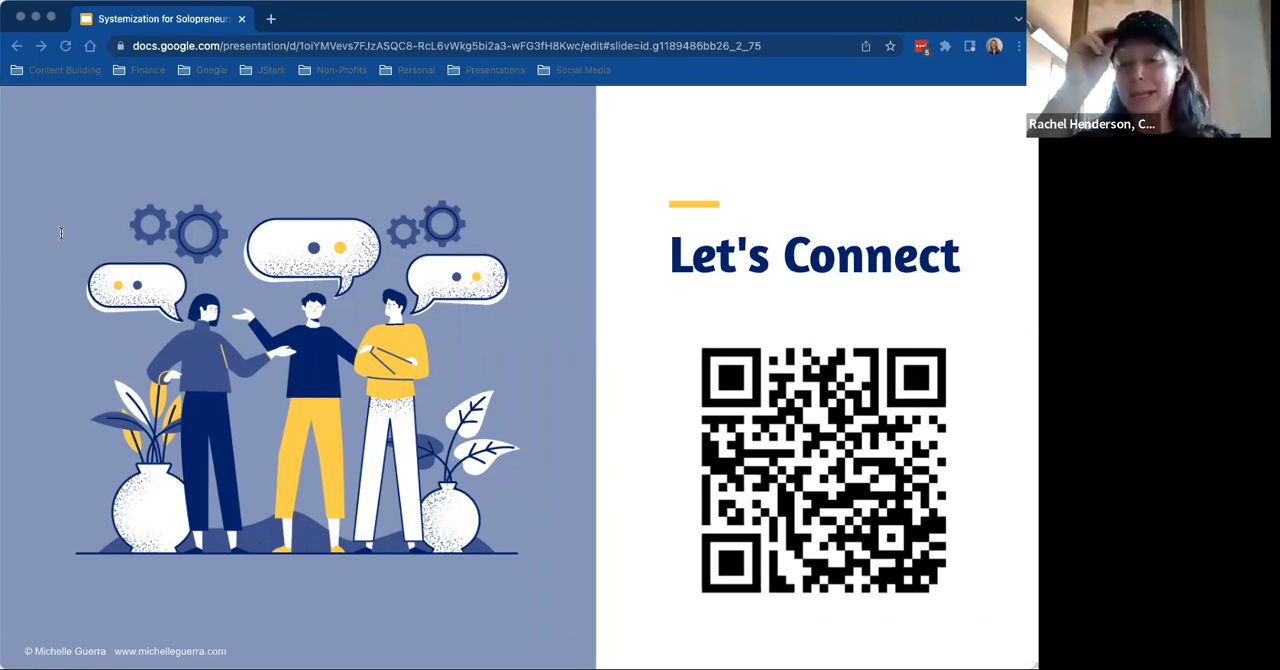 Systemization for Solopreneur
docs.google.com/presentation/d/1oiYMVevs7FJzASQC8-RcL6vWkg5bi2a3-wFG3fH8Kwc/edit#slide=id.g1189486bb26_2_75
5
Content Building Finance Google JStark Non-Profits Personal Presentations Social Media
Rachel Henderson, C...
Let's Connect
© Michelle Guerra www.michelleguerra.com